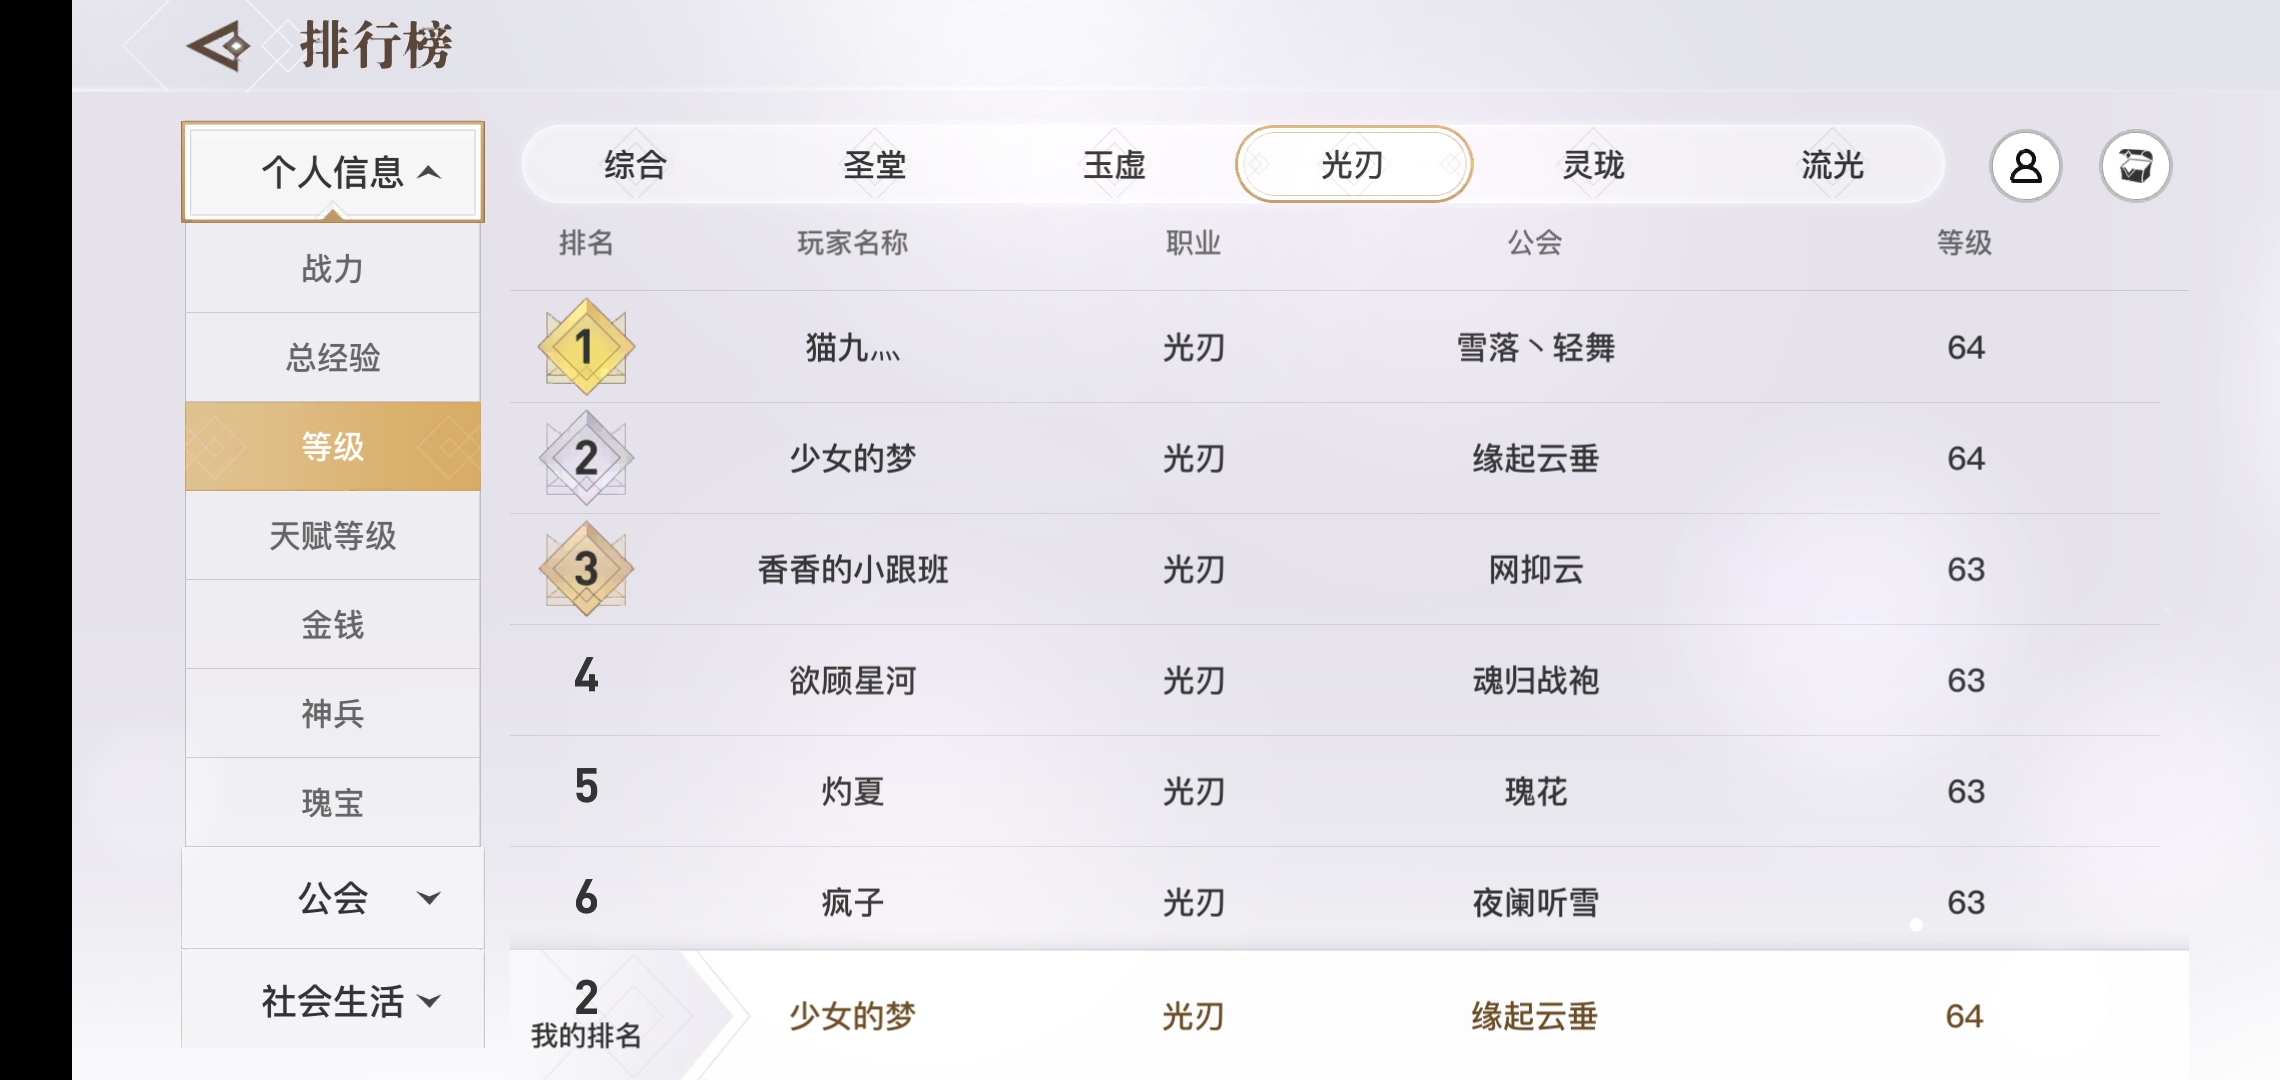 排行榜
个人信息
战力
总经验
等级
天赋等级
金钱
神兵
瑰宝
公会
社会生活
综合 圣堂 玉虚 光刃 灵珑 流光
排名 玩家名称 职业 公会 等级
1 猫九灬 光刃 雪落丶轻舞 64
2 少女的梦 光刃 缘起云垂 64
3 香香的小跟班 光刃 网抑云 63
4 欲顾星河 光刃 魂归战袍 63
5 灼夏 光刃 瑰花 63
6 疯子 光刃 夜阑听雪 63
2 少女的梦 光刃 缘起云垂 64
我的排名